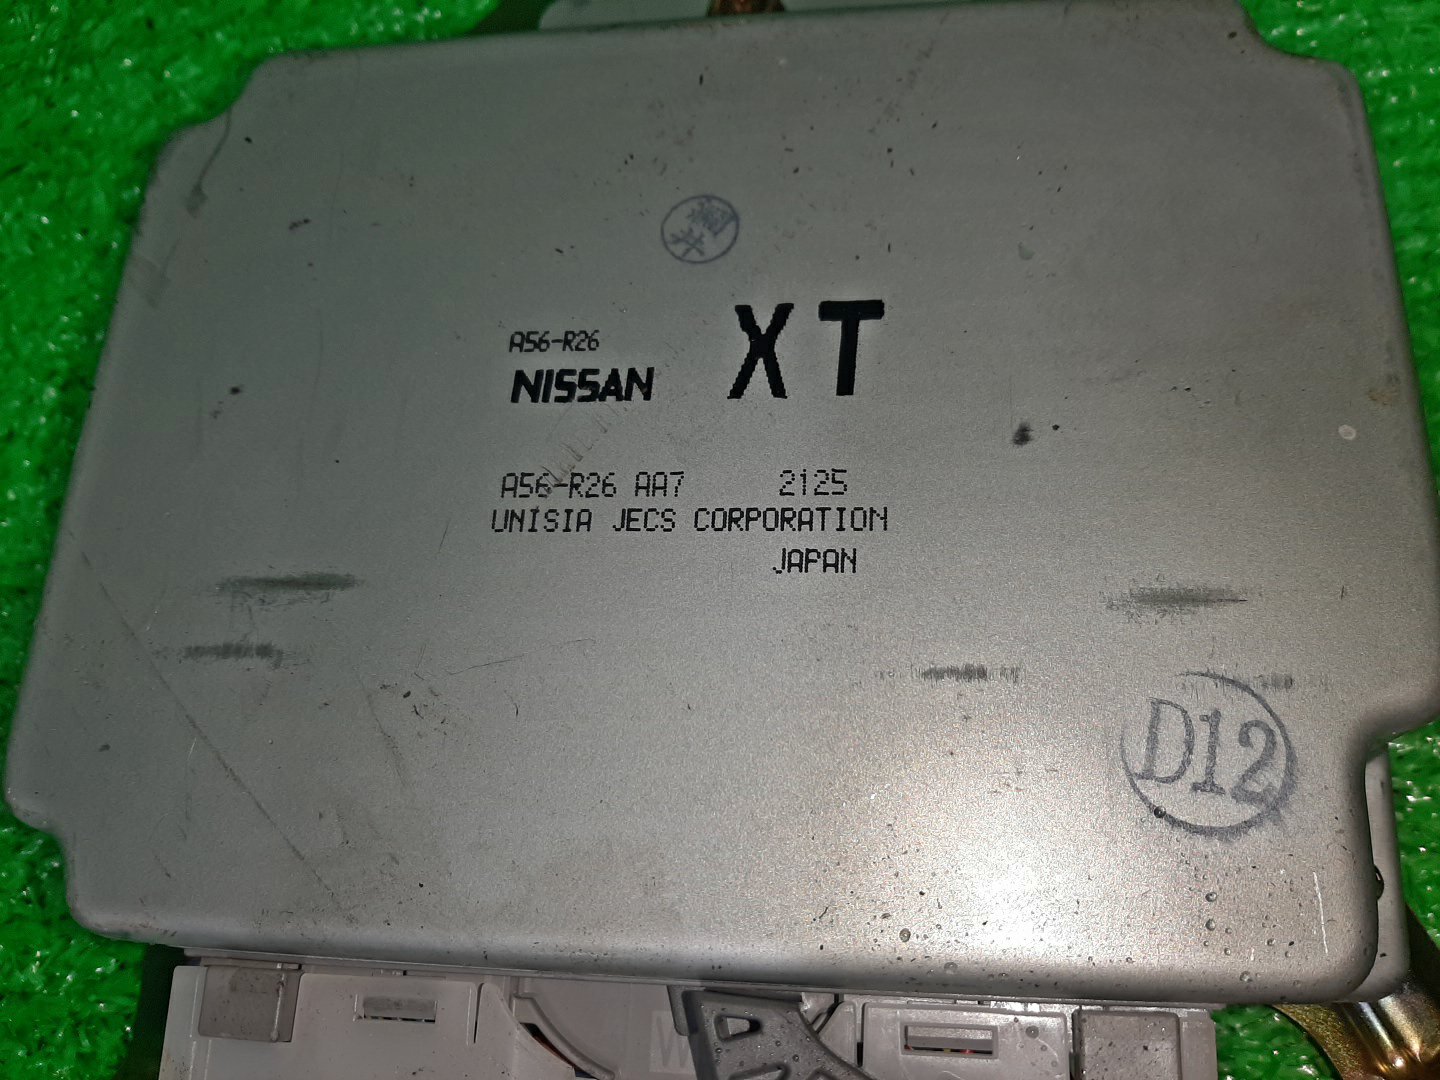 A56-R26
NISSAN
XT
A56-R26 AA7 2125
UNISIA JECS CORPORATION
JAPAN
D12